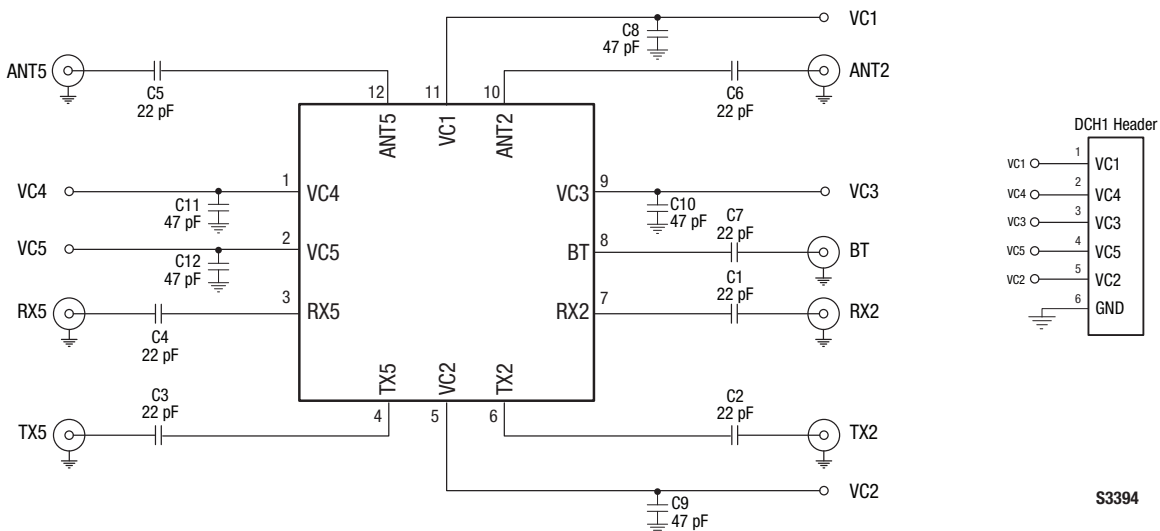 VC1
C8
47 pF
ANT5
C5
22 pF
12
11
10
C6
22 pF
ANT2
ANT5
VC1
ANT2
DCH1 Header
VC1
1
VC1
VC4
2
VC4
VC3
3
VC3
VC5
4
VC5
VC2
5
VC2
6
GND
VC4
C11
47 pF
1
VC4
VC3
9
C10
47 pF
VC3
VC5
C12
47 pF
2
VC5
BT
8
C7
22 pF
BT
RX5
C4
22 pF
3
RX5
RX2
7
C1
22 pF
RX2
TX5
VC2
TX2
TX5
C3
22 pF
4
5
6
C2
22 pF
TX2
C9
47 pF
VC2
S3394